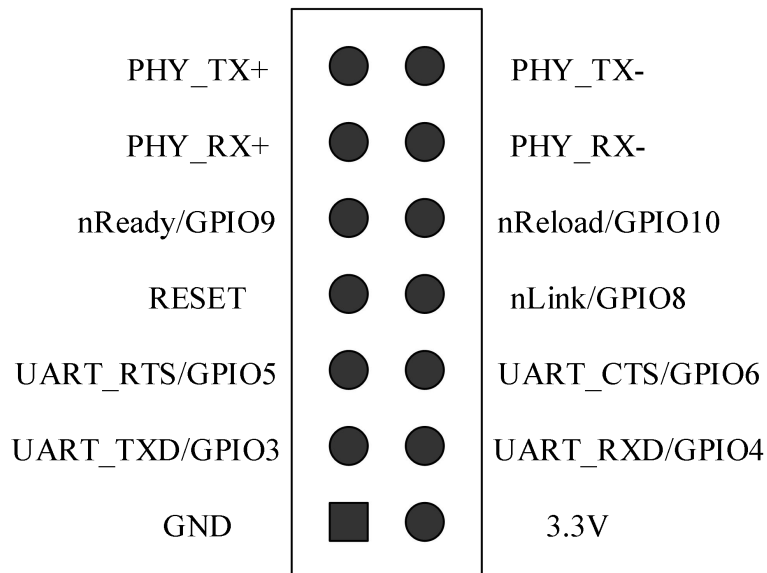 PHY_TX+ PHY_TX-
PHY_RX+ PHY_RX-
nReady/GPIO9 nReload/GPIO10
RESET nLink/GPIO8
UART_RTS/GPIO5 UART_CTS/GPIO6
UART_TXD/GPIO3 UART_RXD/GPIO4
GND 3.3V